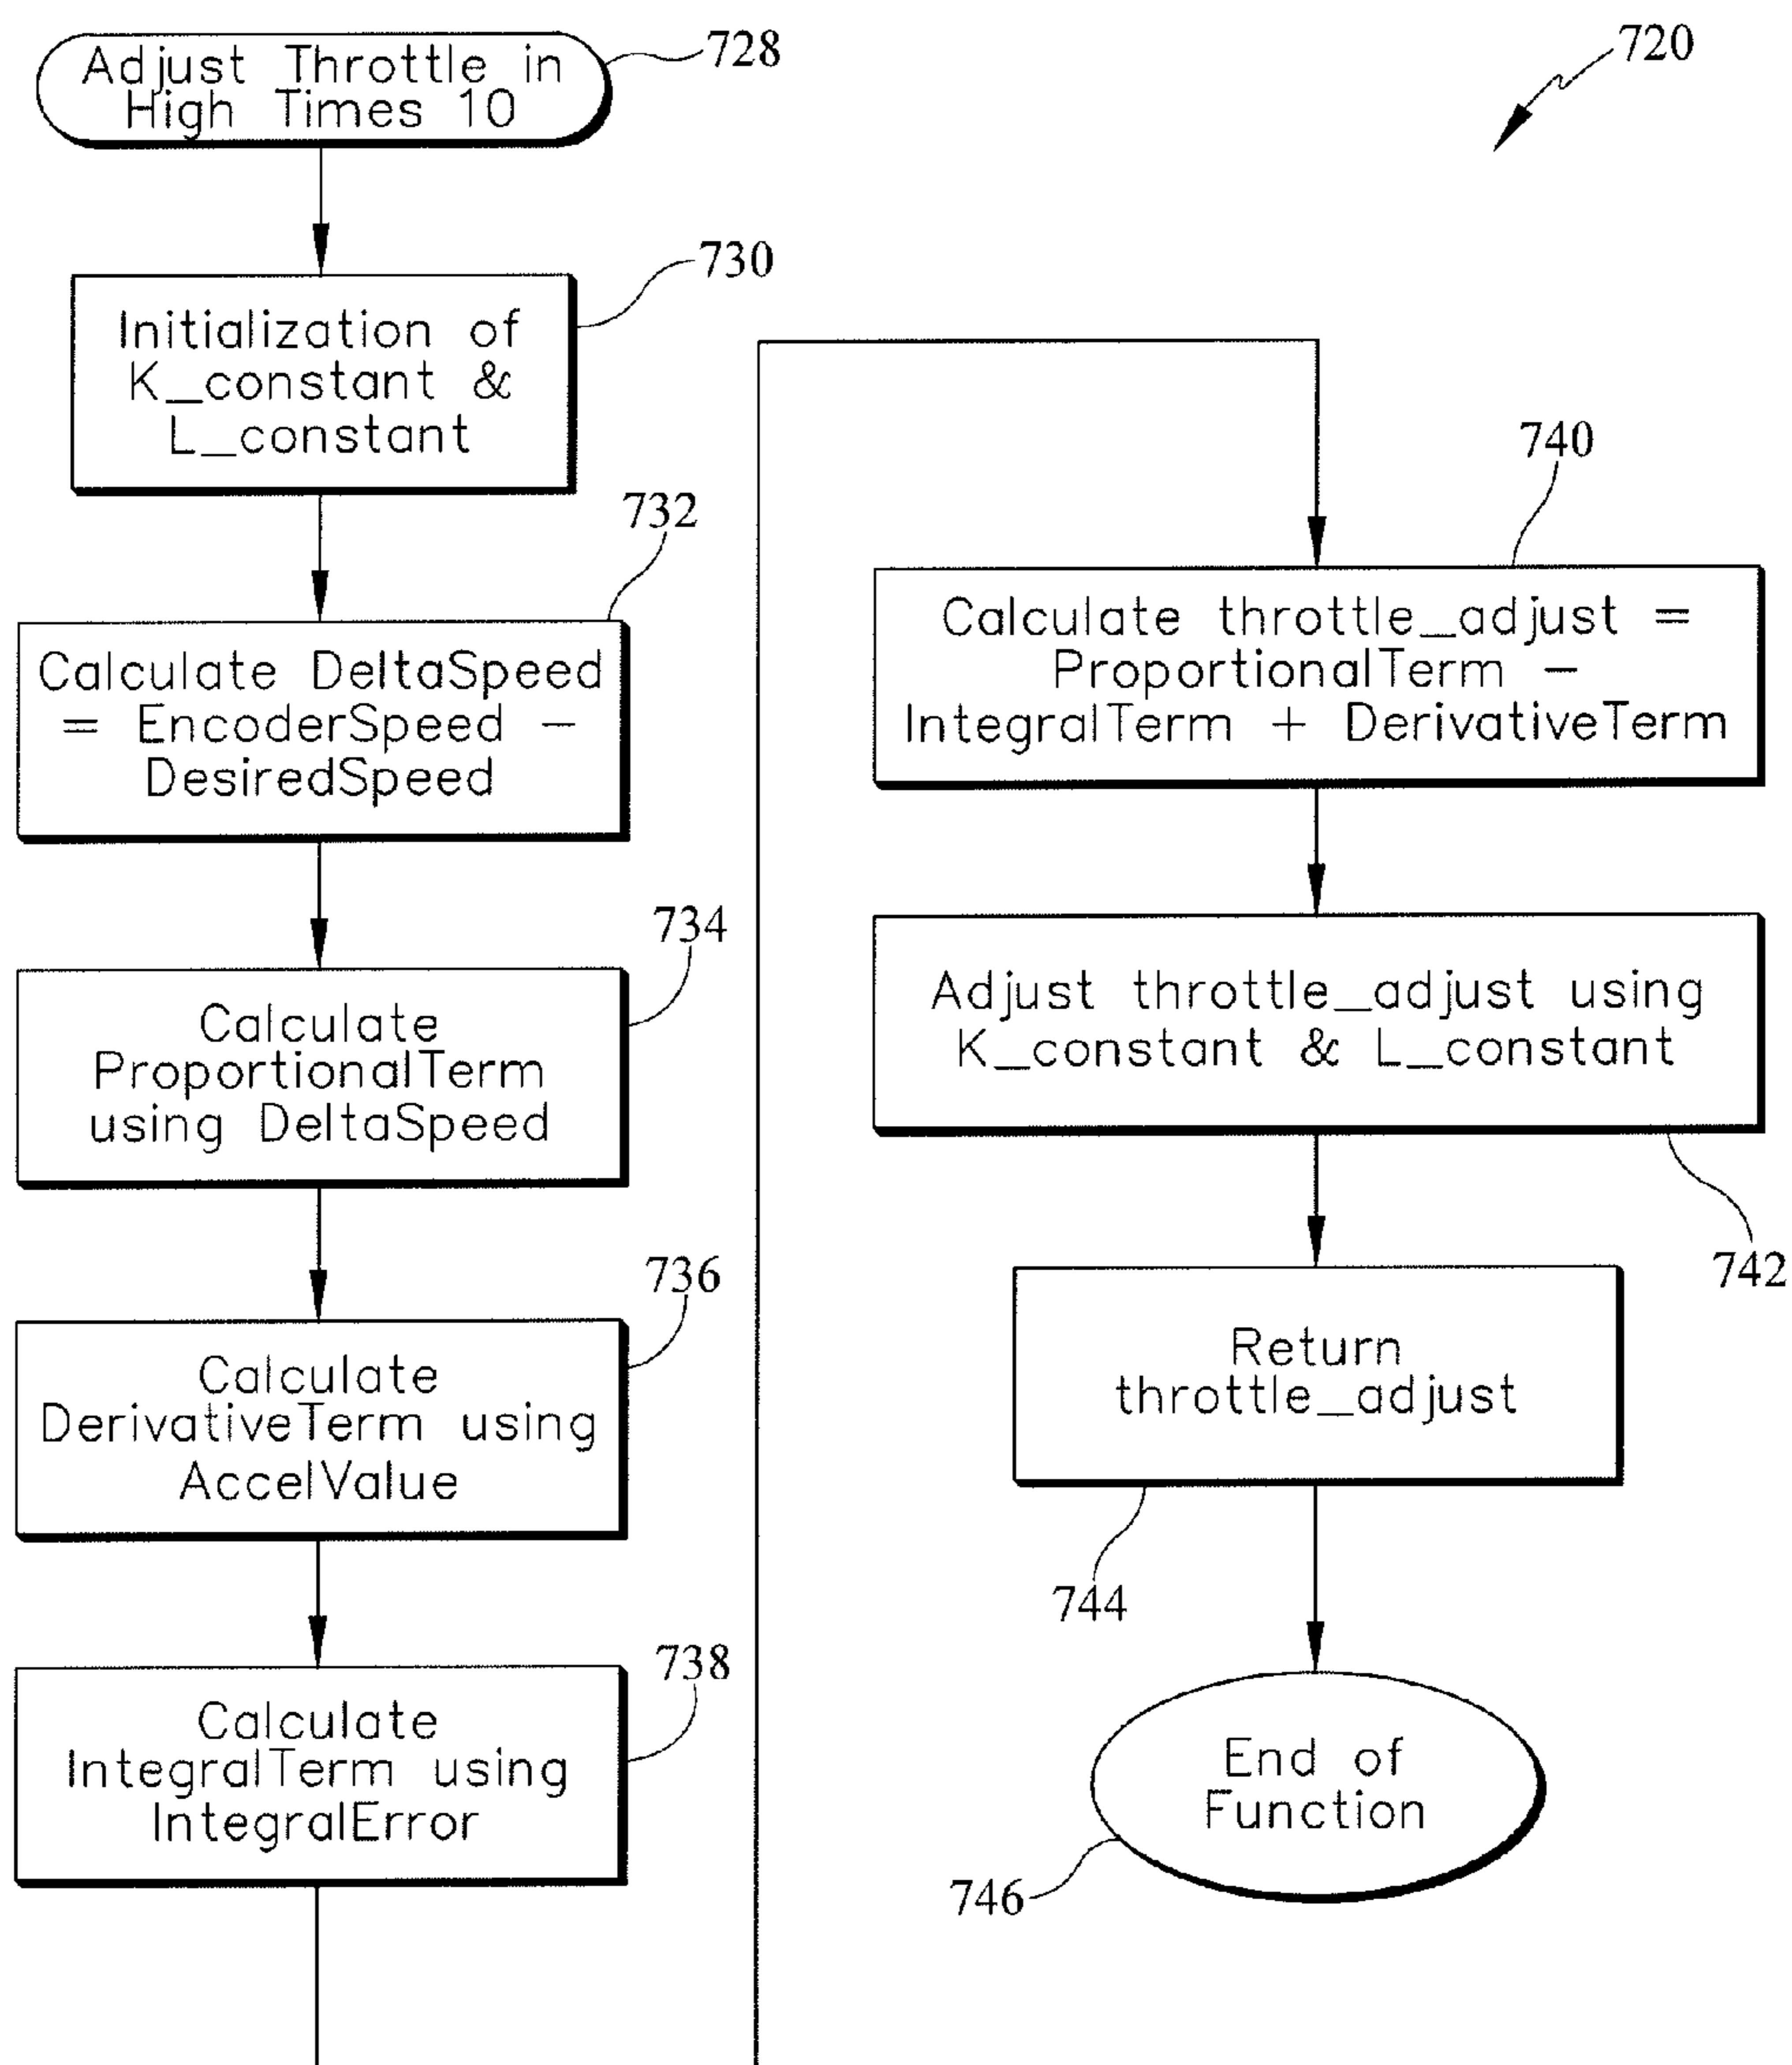 Adjust Throttle in
High Times 10
728
720
730
Initialization of
K_constant &
L_constant
732
Calculate DeltaSpeed
= EncoderSpeed -
DesiredSpeed
734
Calculate
ProportionalTerm
using DeltaSpeed
736
Calculate
DerivativeTerm using
AccelValue
738
Calculate
IntegralTerm using
IntegralError
740
Calculate throttle_adjust =
ProportionalTerm -
IntegralTerm + DerivativeTerm
Adjust throttle_adjust using
K_constant & L_constant
742
Return
throttle_adjust
744
End of
Function
746